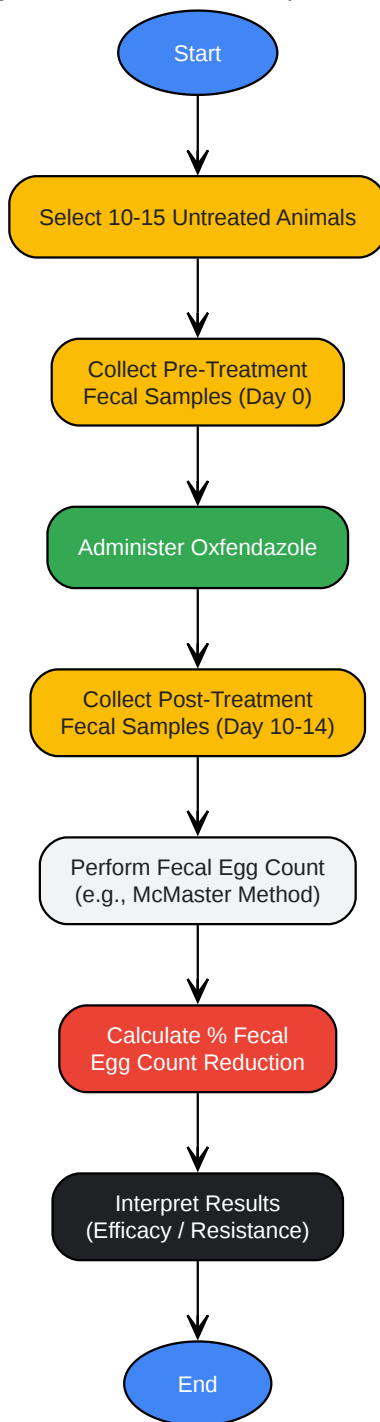 Start
Select 10-15 Untreated Animals
Collect Pre-Treatment
Fecal Samples (Day 0)
Administer Oxfendazole
Collect Post-Treatment
Fecal Samples (Day 10-14)
Perform Fecal Egg Count
(e.g., McMaster Method)
Calculate % Fecal
Egg Count Reduction
Interpret Results
(Efficacy / Resistance)
End